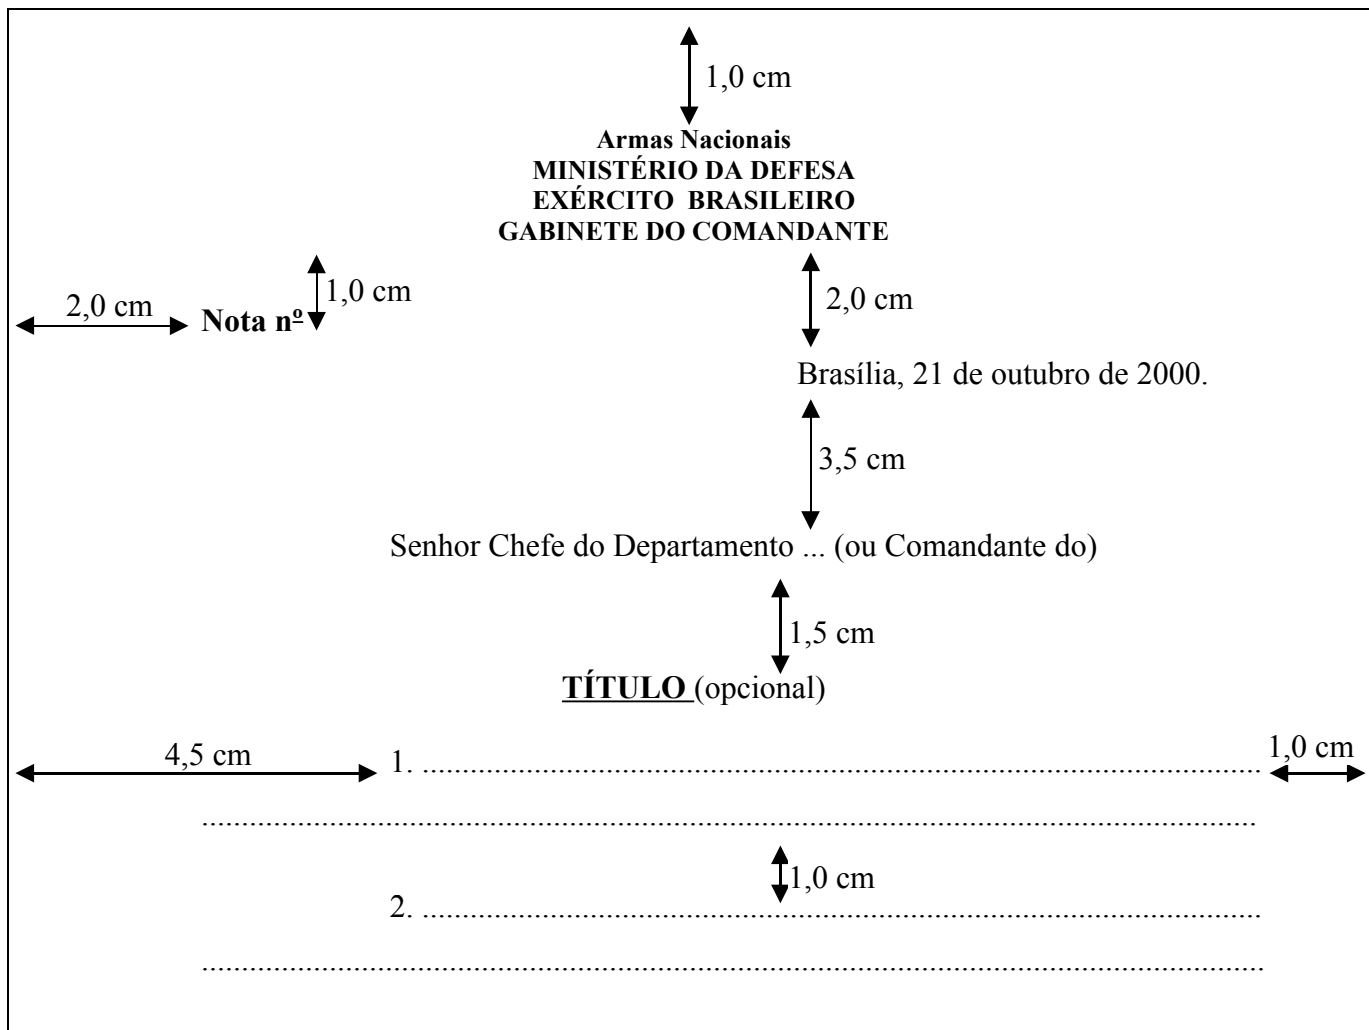 1,0 cm
Armas Nacionais
MINISTÉRIO DA DEFESA
EXÉRCITO BRASILEIRO
GABINETE DO COMANDANTE
2,0 cm
Nota nº
1,0 cm
2,0 cm
Brasília, 21 de outubro de 2000.
3,5 cm
Senhor Chefe do Departamento ... (ou Comandante do)
1,5 cm
TÍTULO (opcional)
4,5 cm
1. ........................................................................................................
1,0 cm
...................................................................................................................................
1,0 cm
2. ........................................................................................................
....................................................................................................................................